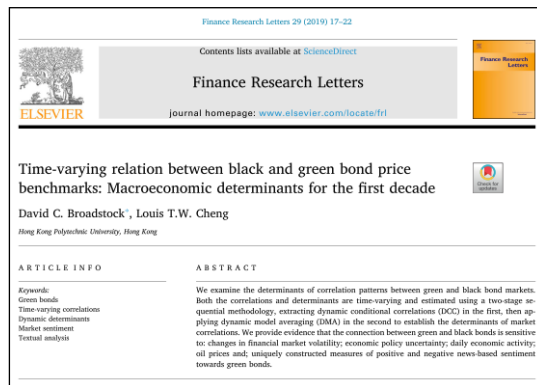 Finance Research Letters 29 (2019) 17–22
Contents lists available at ScienceDirect
Finance Research Letters
journal homepage: www.elsevier.com/locate/frl
ELSEVIER
Finance Research
Letters
Time-varying relation between black and green bond price
benchmarks: Macroeconomic determinants for the first decade
Check for
updates
David C. Broadstock*, Louis T.W. Cheng
Hong Kong Polytechnic University, Hong Kong
ARTICLE INFO
Keywords:
Green bonds
Time-varying correlations
Dynamic determinants
Market sentiment
Textual analysis
ABSTRACT
We examine the determinants of correlation patterns between green and black bond markets.
Both the correlations and determinants are time-varying and estimated using a two-stage se-
quential methodology, extracting dynamic conditional correlations (DCC) in the first, then ap-
plying dynamic model averaging (DMA) in the second to establish the determinants of market
correlations. We provide evidence that the connection between green and black bonds is sensitive
to: changes in financial market volatility; economic policy uncertainty; daily economic activity;
oil prices and; uniquely constructed measures of positive and negative news-based sentiment
towards green bonds.